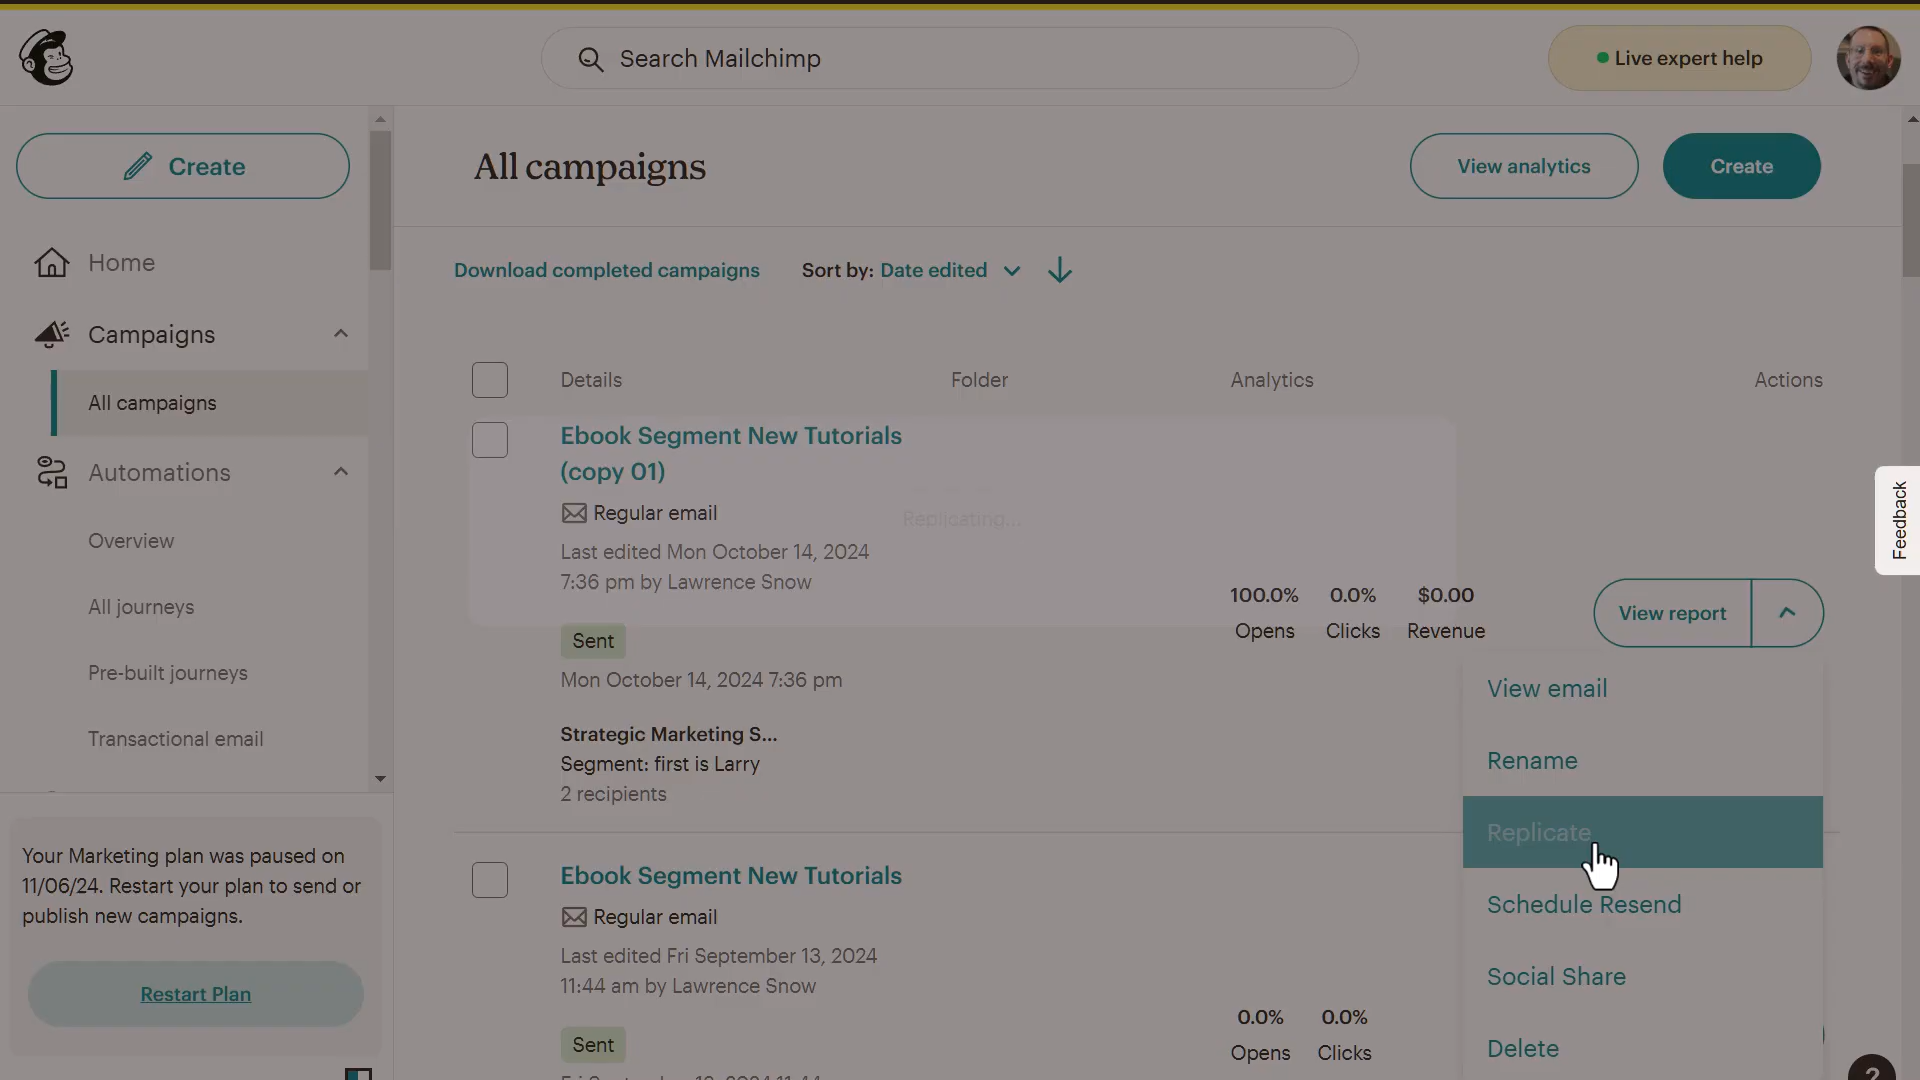 Search Mailchimp
Live expert help
Create
All campaigns
View analytics
Create
Home
Download completed campaigns
Sort by: Date edited
Campaigns
Details
Folder
Analytics
Actions
All campaigns
Ebook Segment New Tutorials
(copy 01)
Automations
Regular email
Replicating...
Feedback
Overview
Last edited Mon October 14, 2024
7:36 pm by Lawrence Snow
100.0%
0.0%
$0.00
All journeys
View report
Opens
Clicks
Revenue
Sent
Pre-built journeys
Mon October 14, 2024 7:36 pm
View email
Transactional email
Strategic Marketing S...
Segment: first is Larry
2 recipients
Rename
Replicate
Your Marketing plan was paused on
11/06/24. Restart your plan to send or
publish new campaigns.
Ebook Segment New Tutorials
Regular email
Schedule Resend
Last edited Fri September 13, 2024
11:44 am by Lawrence Snow
Social Share
Restart Plan
0.0%
0.0%
Sent
Opens
Clicks
Delete
?